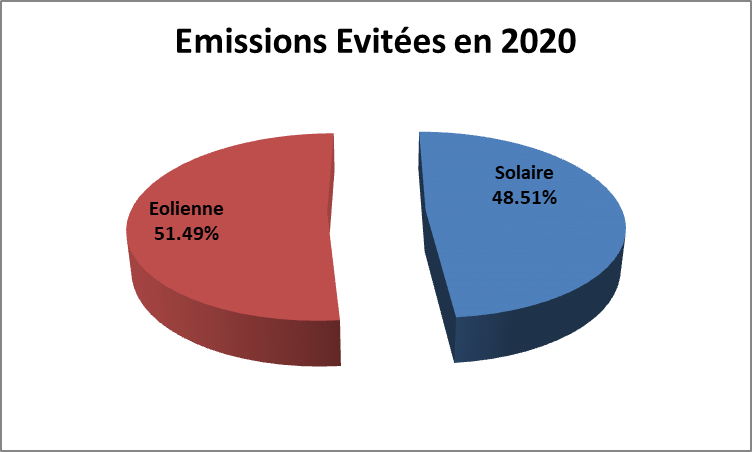 Emissions Evitées en 2020
Solaire
48.51%
Eolienne
51.49%